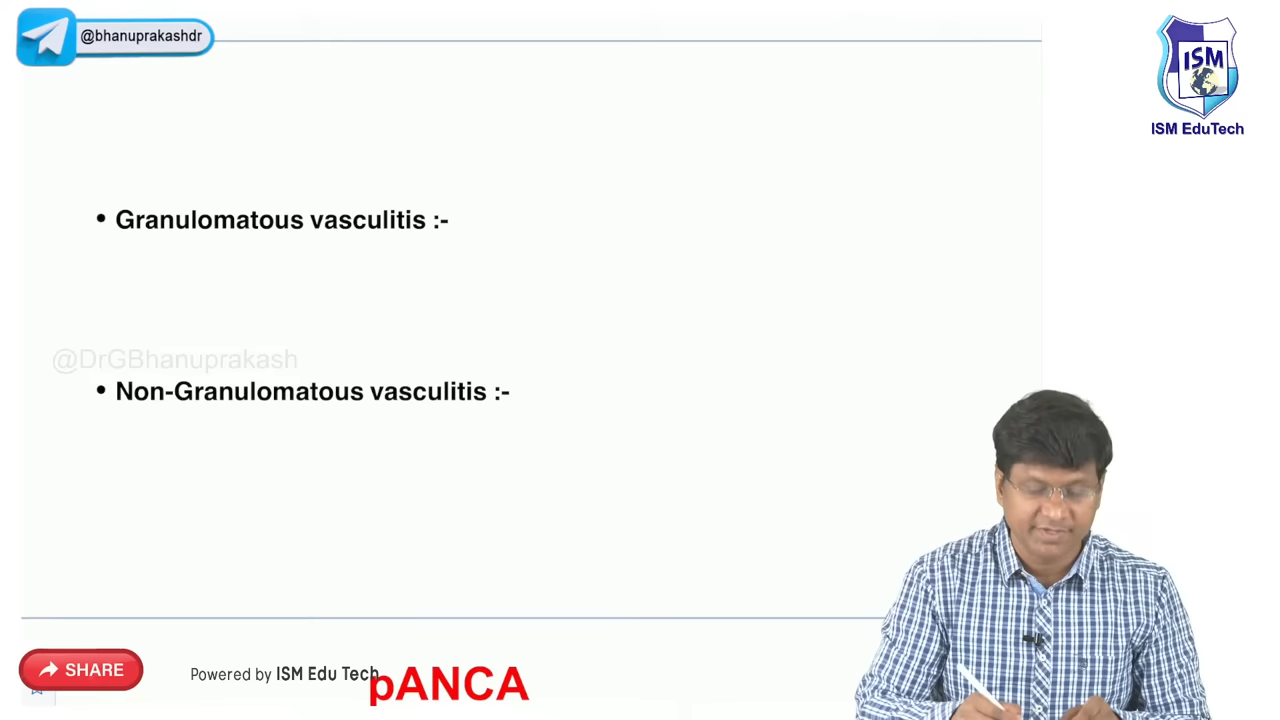 @bhanuprakashdr
ISM
ISM EduTech
• Granulomatous vasculitis :-
@DrGBhanuprakash
• Non-Granulomatous vasculitis :-
SHARE
Powered by ISM Edu Tech
pANCA